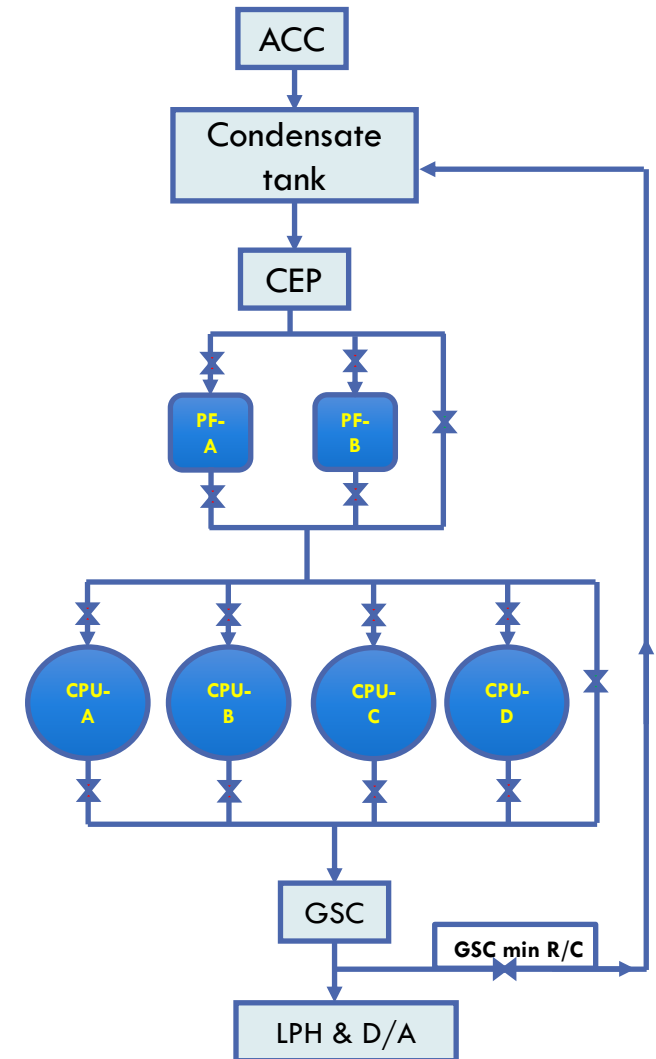 ACC
Condensate
tank
CEP
PF-
A
PF-
B
CPU-
A
CPU-
B
CPU-
C
CPU-
D
GSC
GSC min R/C
LPH & D/A